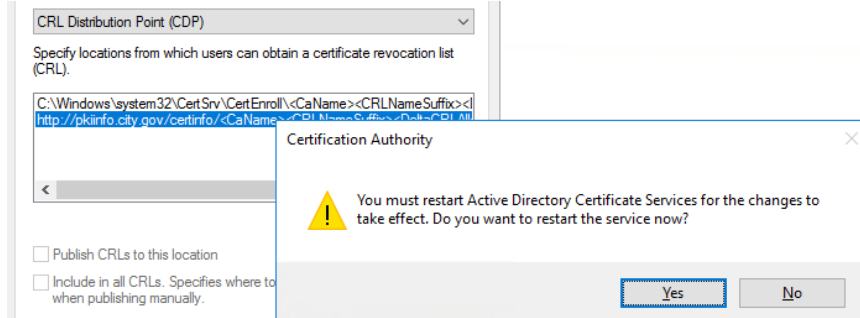 CRL Distribution Point (CDP)
Specify locations from which users can obtain a certificate revocation list
(CRL).
C:\Windows\system32\CertSrv\CertEnroll\<CaName><CRLNameSuffix><
http://pkiinfo.city.gov/certinfo/<CaName><CRLNameSuffix><DeltaCRLAll
Certification Authority
You must restart Active Directory Certificate Services for the changes to
take effect. Do you want to restart the service now?
Publish CRLs to this location
Include in all CRLs. Specifies where to
when publishing manually.
Yes
No